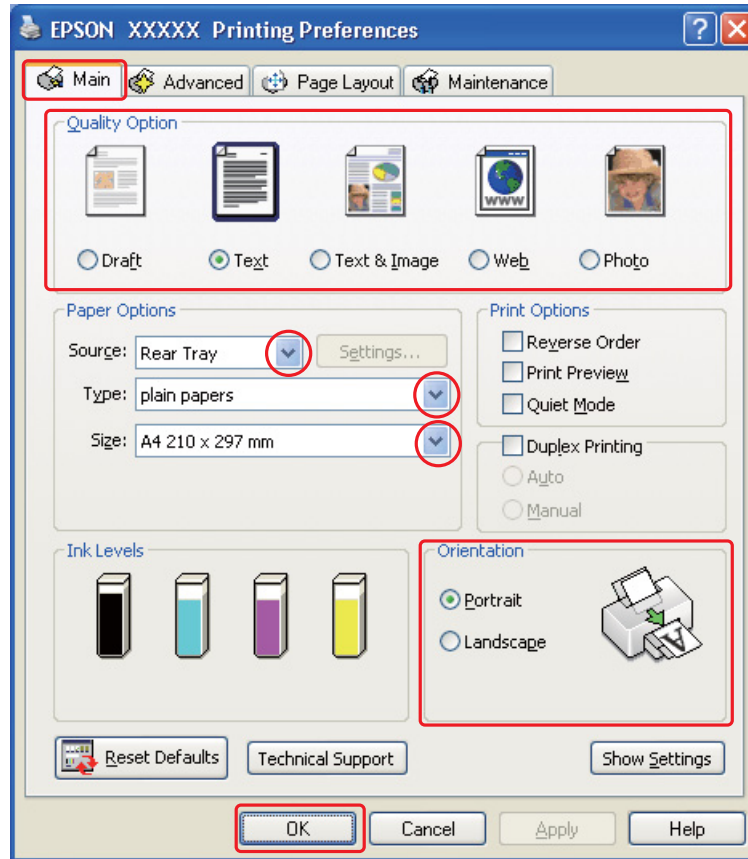 EPSON XXXXX Printing Preferences
Main
Advanced
Page Layout
Maintenance
Quality Option
WWW
Draft
Text
Text & Image
Web
Photo
Paper Options
Source: Rear Tray
Settings...
Type: plain papers
Size: A4 210 x 297 mm
Print Options
Reverse Order
Print Preview
Quiet Mode
Duplex Printing
Auto
Manual
Ink Levels
Orientation
Portrait
Landscape
A
Reset Defaults
Technical Support
Show Settings
OK
Cancel
Apply
Help